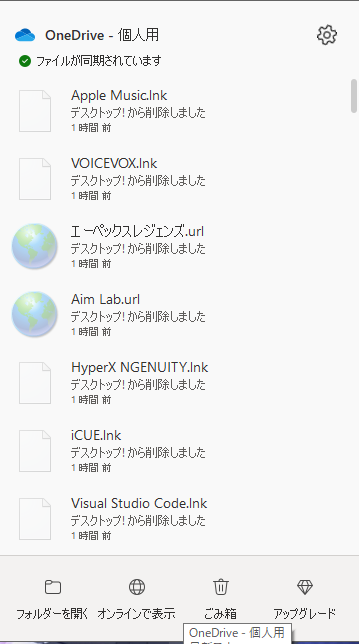 OneDrive - 個人用
ファイルが同期されています
Apple Music.lnk
デスクトップ! から削除しました
1 時間 前
VOICEVOX.lnk
デスクトップ! から削除しました
1 時間 前
エーペックスレジェンズ.url
デスクトップ! から削除しました
1 時間 前
Aim Lab.url
デスクトップ! から削除しました
1 時間 前
HyperX NGENUITY.lnk
デスクトップ! から削除しました
1 時間 前
iCUE.lnk
デスクトップ! から削除しました
1 時間 前
Visual Studio Code.lnk
デスクトップ! から削除しました
1 時間 前
フォルダーを開く オンラインで表示 ごみ箱 アップグレード
OneDrive - 個人用